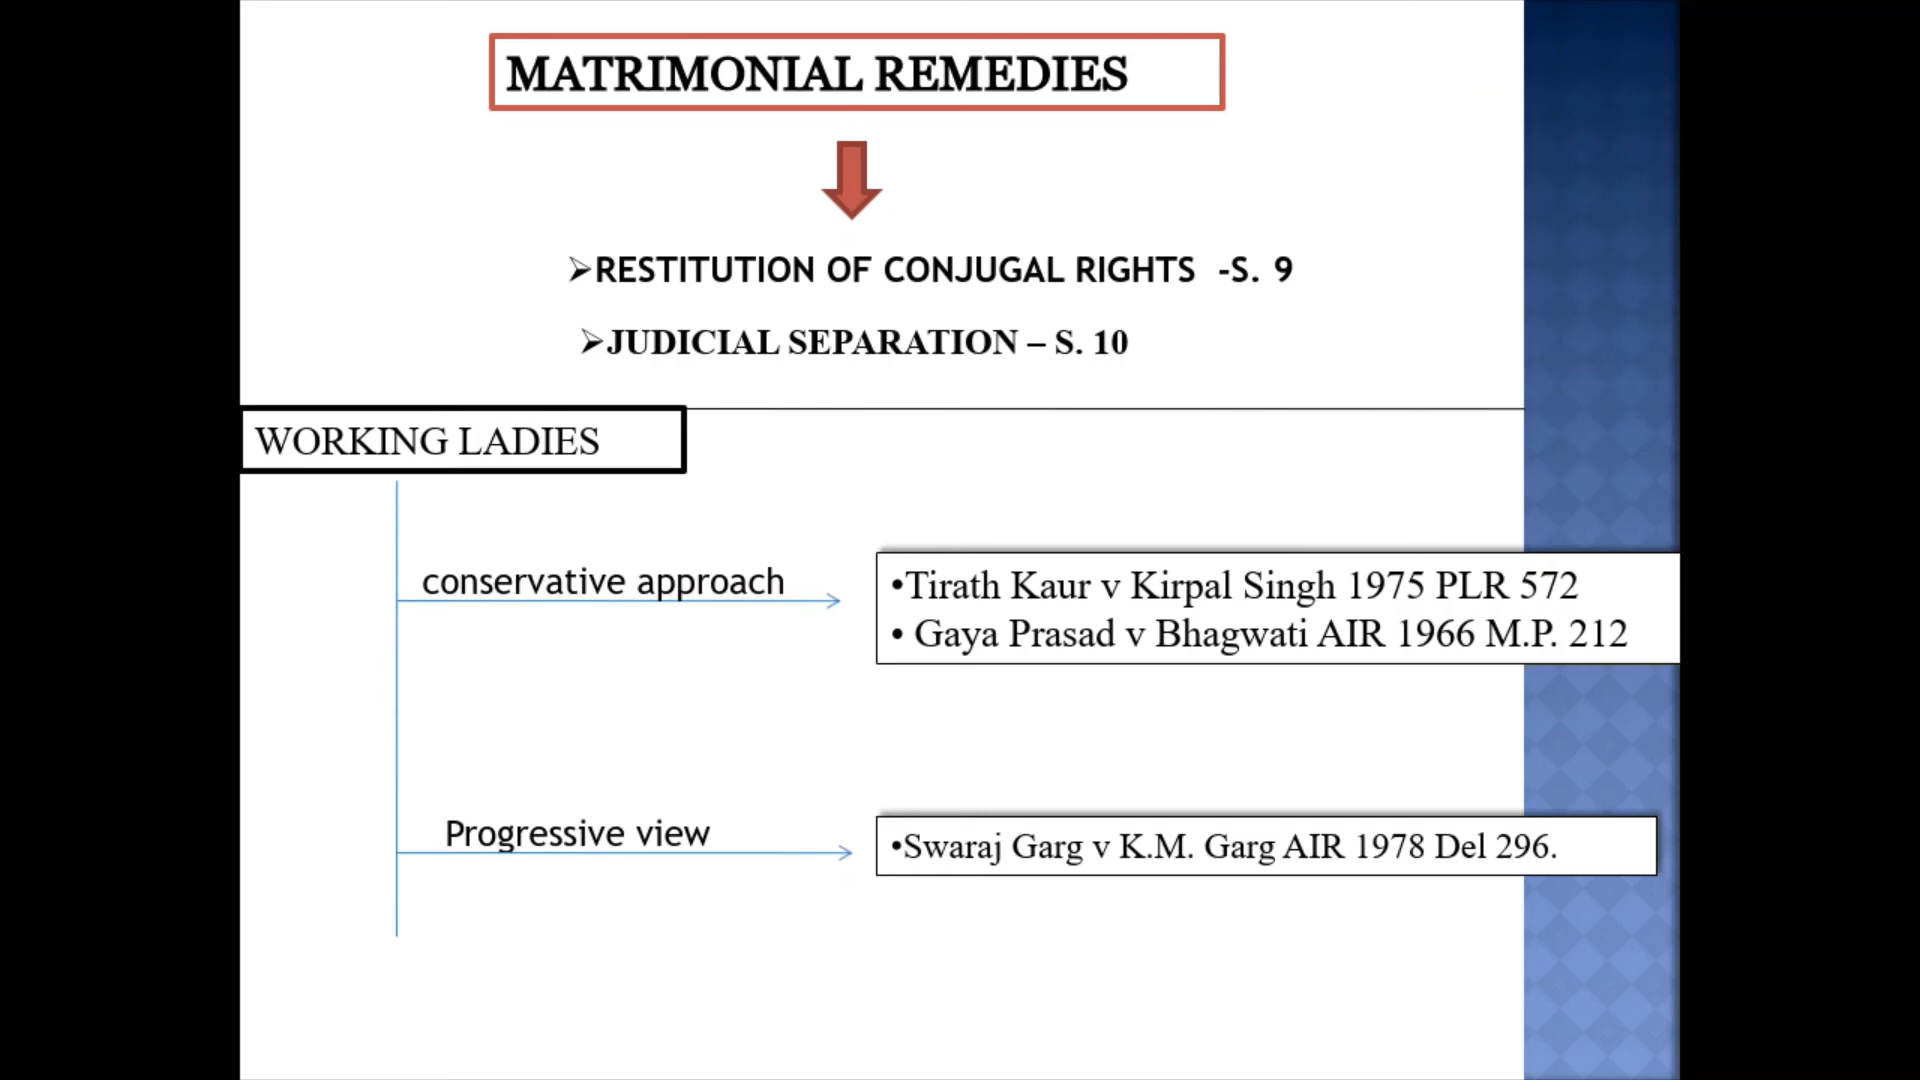 MATRIMONIAL REMEDIES
➢RESTITUTION OF CONJUGAL RIGHTS -S. 9
➢JUDICIAL SEPARATION – S. 10
WORKING LADIES
conservative approach
•Tirath Kaur v Kirpal Singh 1975 PLR 572
• Gaya Prasad v Bhagwati AIR 1966 M.P. 212
Progressive view
•Swaraj Garg v K.M. Garg AIR 1978 Del 296.